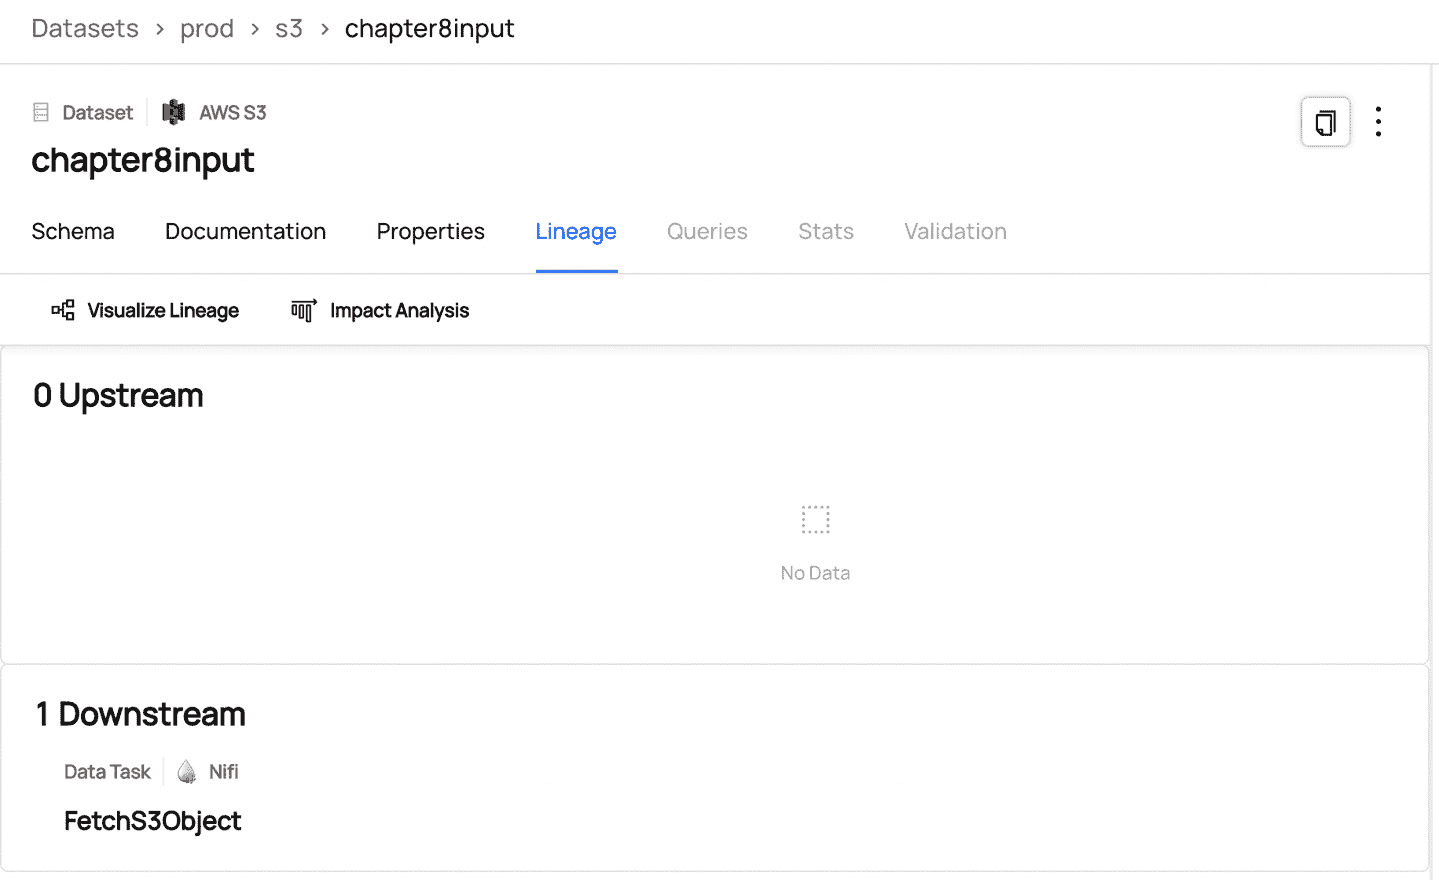 Datasets > prod > s3 > chapter8input
Dataset AWS S3
chapter8input
Schema Documentation Properties Lineage Queries Stats Validation
Visualize Lineage Impact Analysis
0 Upstream
No Data
1 Downstream
Data Task Nifi
FetchS3Object